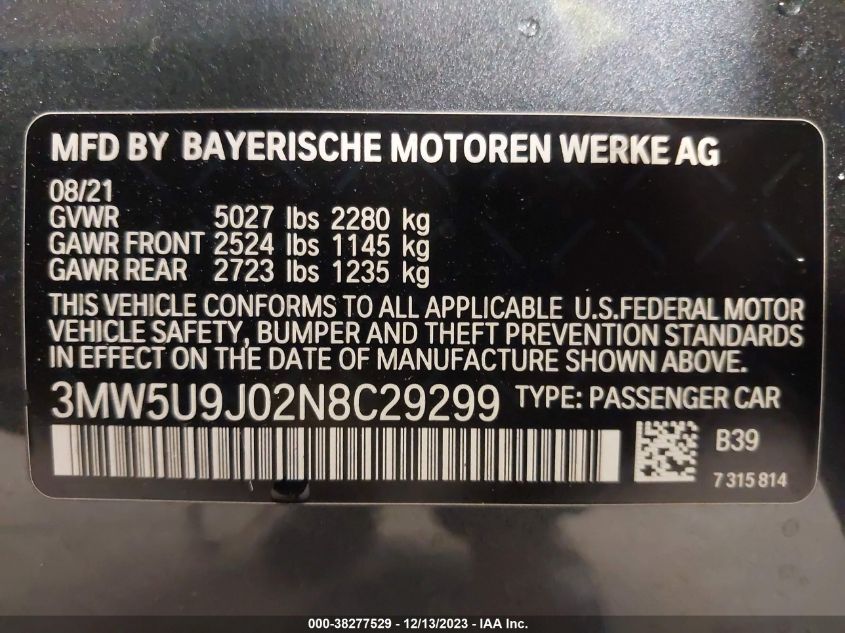 MFD BY BAYERISCHE MOTOREN WERKE AG
08/21
GVWR 5027 lbs 2280 kg
GAWR FRONT 2524 lbs 1145 kg
GAWR REAR 2723 lbs 1235 kg
THIS VEHICLE CONFORMS TO ALL APPLICABLE U.S.FEDERAL MOTOR
VEHICLE SAFETY, BUMPER AND THEFT PREVENTION STANDARDS
IN EFFECT ON THE DATE OF MANUFACTURE SHOWN ABOVE.
3MW5U9J02N8C29299 TYPE: PASSENGER CAR
B39
7 315 814
000-38277529 - 12/13/2023 - IAA Inc.